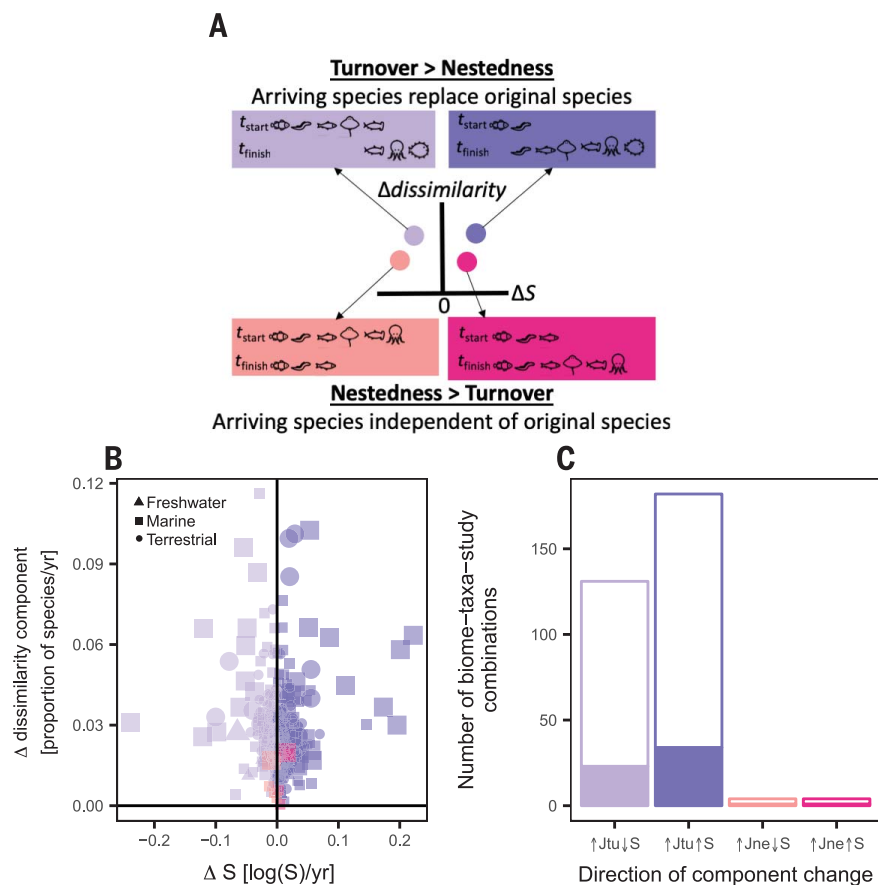 A
Turnover > Nestedness
Arriving species replace original species
tstart
tfinish
tstart
tfinish
Δdissimilarity
ΔS
0
tstart
tfinish
tstart
tfinish
Nestedness > Turnover
Arriving species independent of original species
B
Δ dissimilarity component
[proportion of species/yr]
0.12
0.09
0.06
0.03
0.00
Freshwater
Marine
Terrestrial
−0.2
−0.1
0.0
0.1
0.2
Δ S [log(S)/yr]
C
Number of biome−taxa−study
combinations
150
100
50
0
↑Jtu↓S
↑Jtu↑S
↑Jne↓S
↑Jne↑S
Direction of component change